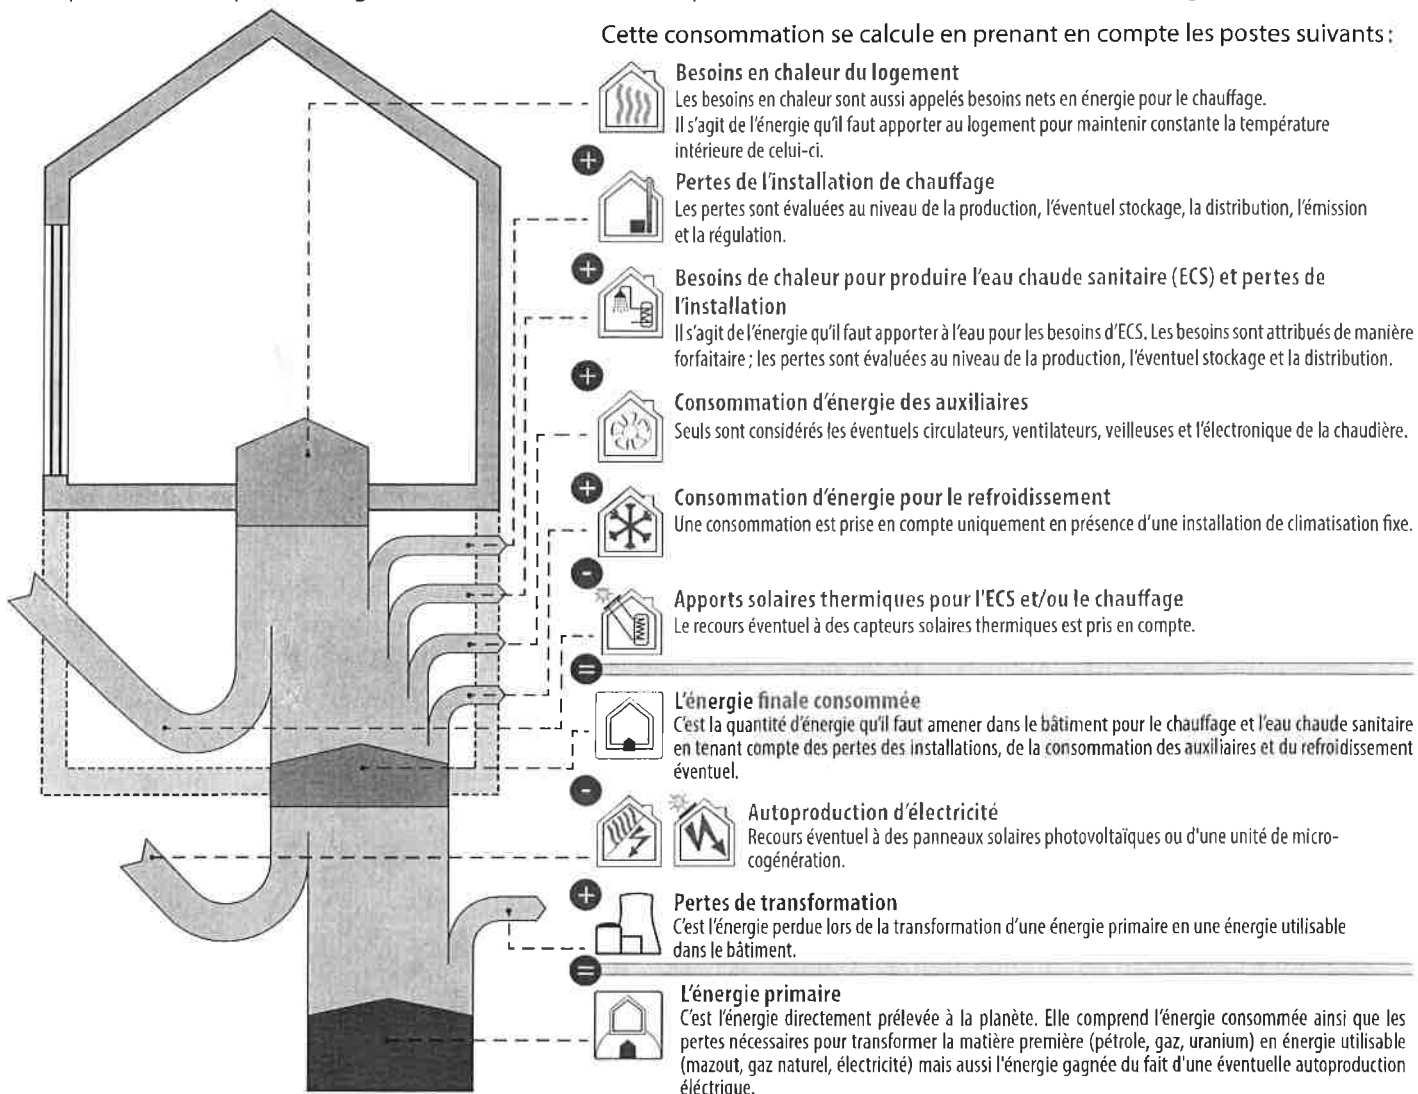 Cette consommation se calcule en prenant en compte les postes suivants :
Besoins en chaleur du logement
Les besoins en chaleur sont aussi appelés besoins nets en énergie pour le chauffage.
Il s'agit de l'énergie qu'il faut apporter au logement pour maintenir constante la température
intérieure de celui-ci.
+
Pertes de l'installation de chauffage
Les pertes sont évaluées au niveau de la production, l'éventuel stockage, la distribution, l'émission
et la régulation.
+
Besoins de chaleur pour produire l'eau chaude sanitaire (ECS) et pertes de
l'installation
Il s'agit de l'énergie qu'il faut apporter à l'eau pour les besoins d'ECS. Les besoins sont attribués de manière
forfaitaire ; les pertes sont évaluées au niveau de la production, l'éventuel stockage et la distribution.
+
Consommation d'énergie des auxiliaires
Seuls sont considérés les éventuels circulateurs, ventilateurs, veilleuses et l'électronique de la chaudière.
+
Consommation d'énergie pour le refroidissement
Une consommation est prise en compte uniquement en présence d'une installation de climatisation fixe.
-
Apports solaires thermiques pour l'ECS et/ou le chauffage
Le recours éventuel à des capteurs solaires thermiques est pris en compte.
=
L'énergie finale consommée
C'est la quantité d'énergie qu'il faut amener dans le bâtiment pour le chauffage et l'eau chaude sanitaire
en tenant compte des pertes des installations, de la consommation des auxiliaires et du refroidissement
éventuel.
-
Autoproduction d'électricité
Recours éventuel à des panneaux solaires photovoltaïques ou d'une unité de micro-
cogénération.
+
Pertes de transformation
C'est l'énergie perdue lors de la transformation d'une énergie primaire en une énergie utilisable
dans le bâtiment.
=
L'énergie primaire
C'est l'énergie directement prélevée à la planète. Elle comprend l'énergie consommée ainsi que les
pertes nécessaires pour transformer la matière première (pétrole, gaz, uranium) en énergie utilisable
(mazout, gaz naturel, électricité) mais aussi l'énergie gagnée du fait d'une éventuelle autoproduction
éléctrique.